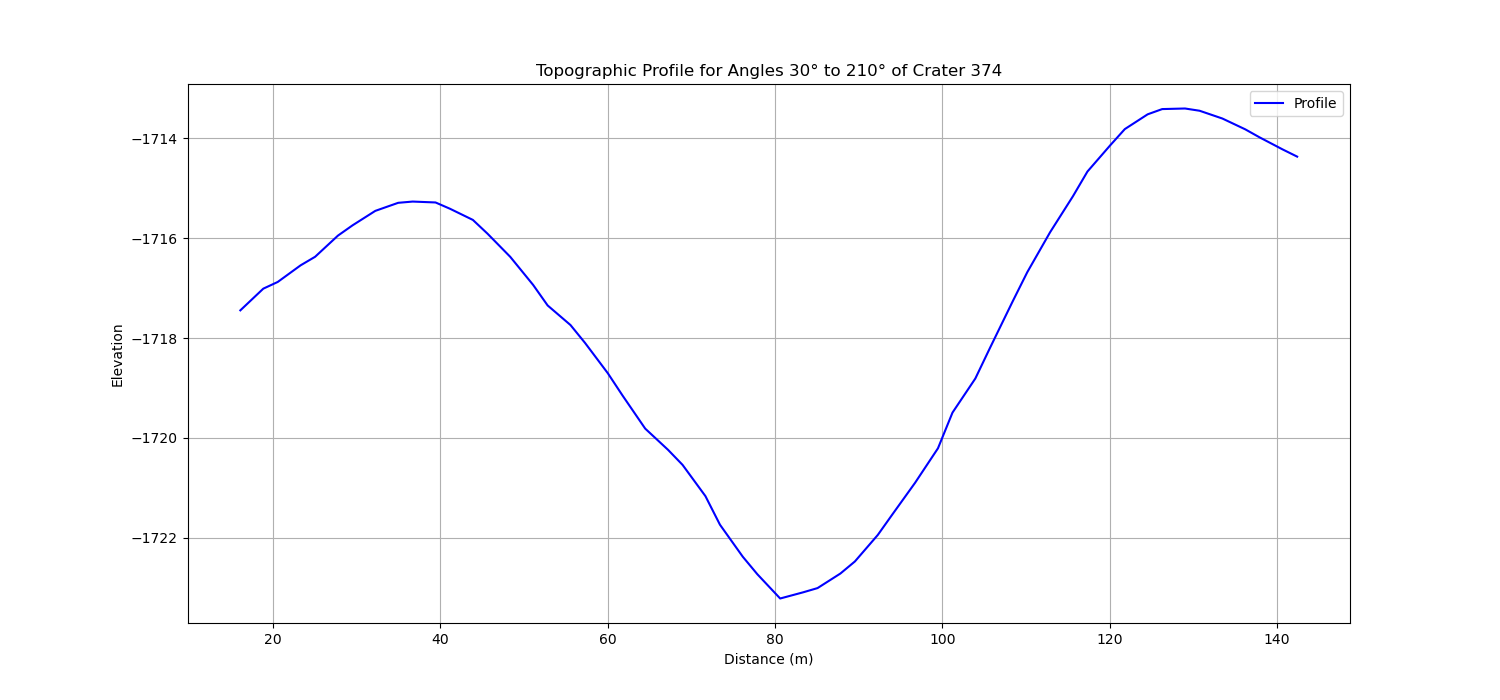 Topographic Profile for Angles 30° to 210° of Crater 374
Profile
−1714
−1716
−1718
−1720
−1722
Elevation
20 40 60 80 100 120 140
Distance (m)